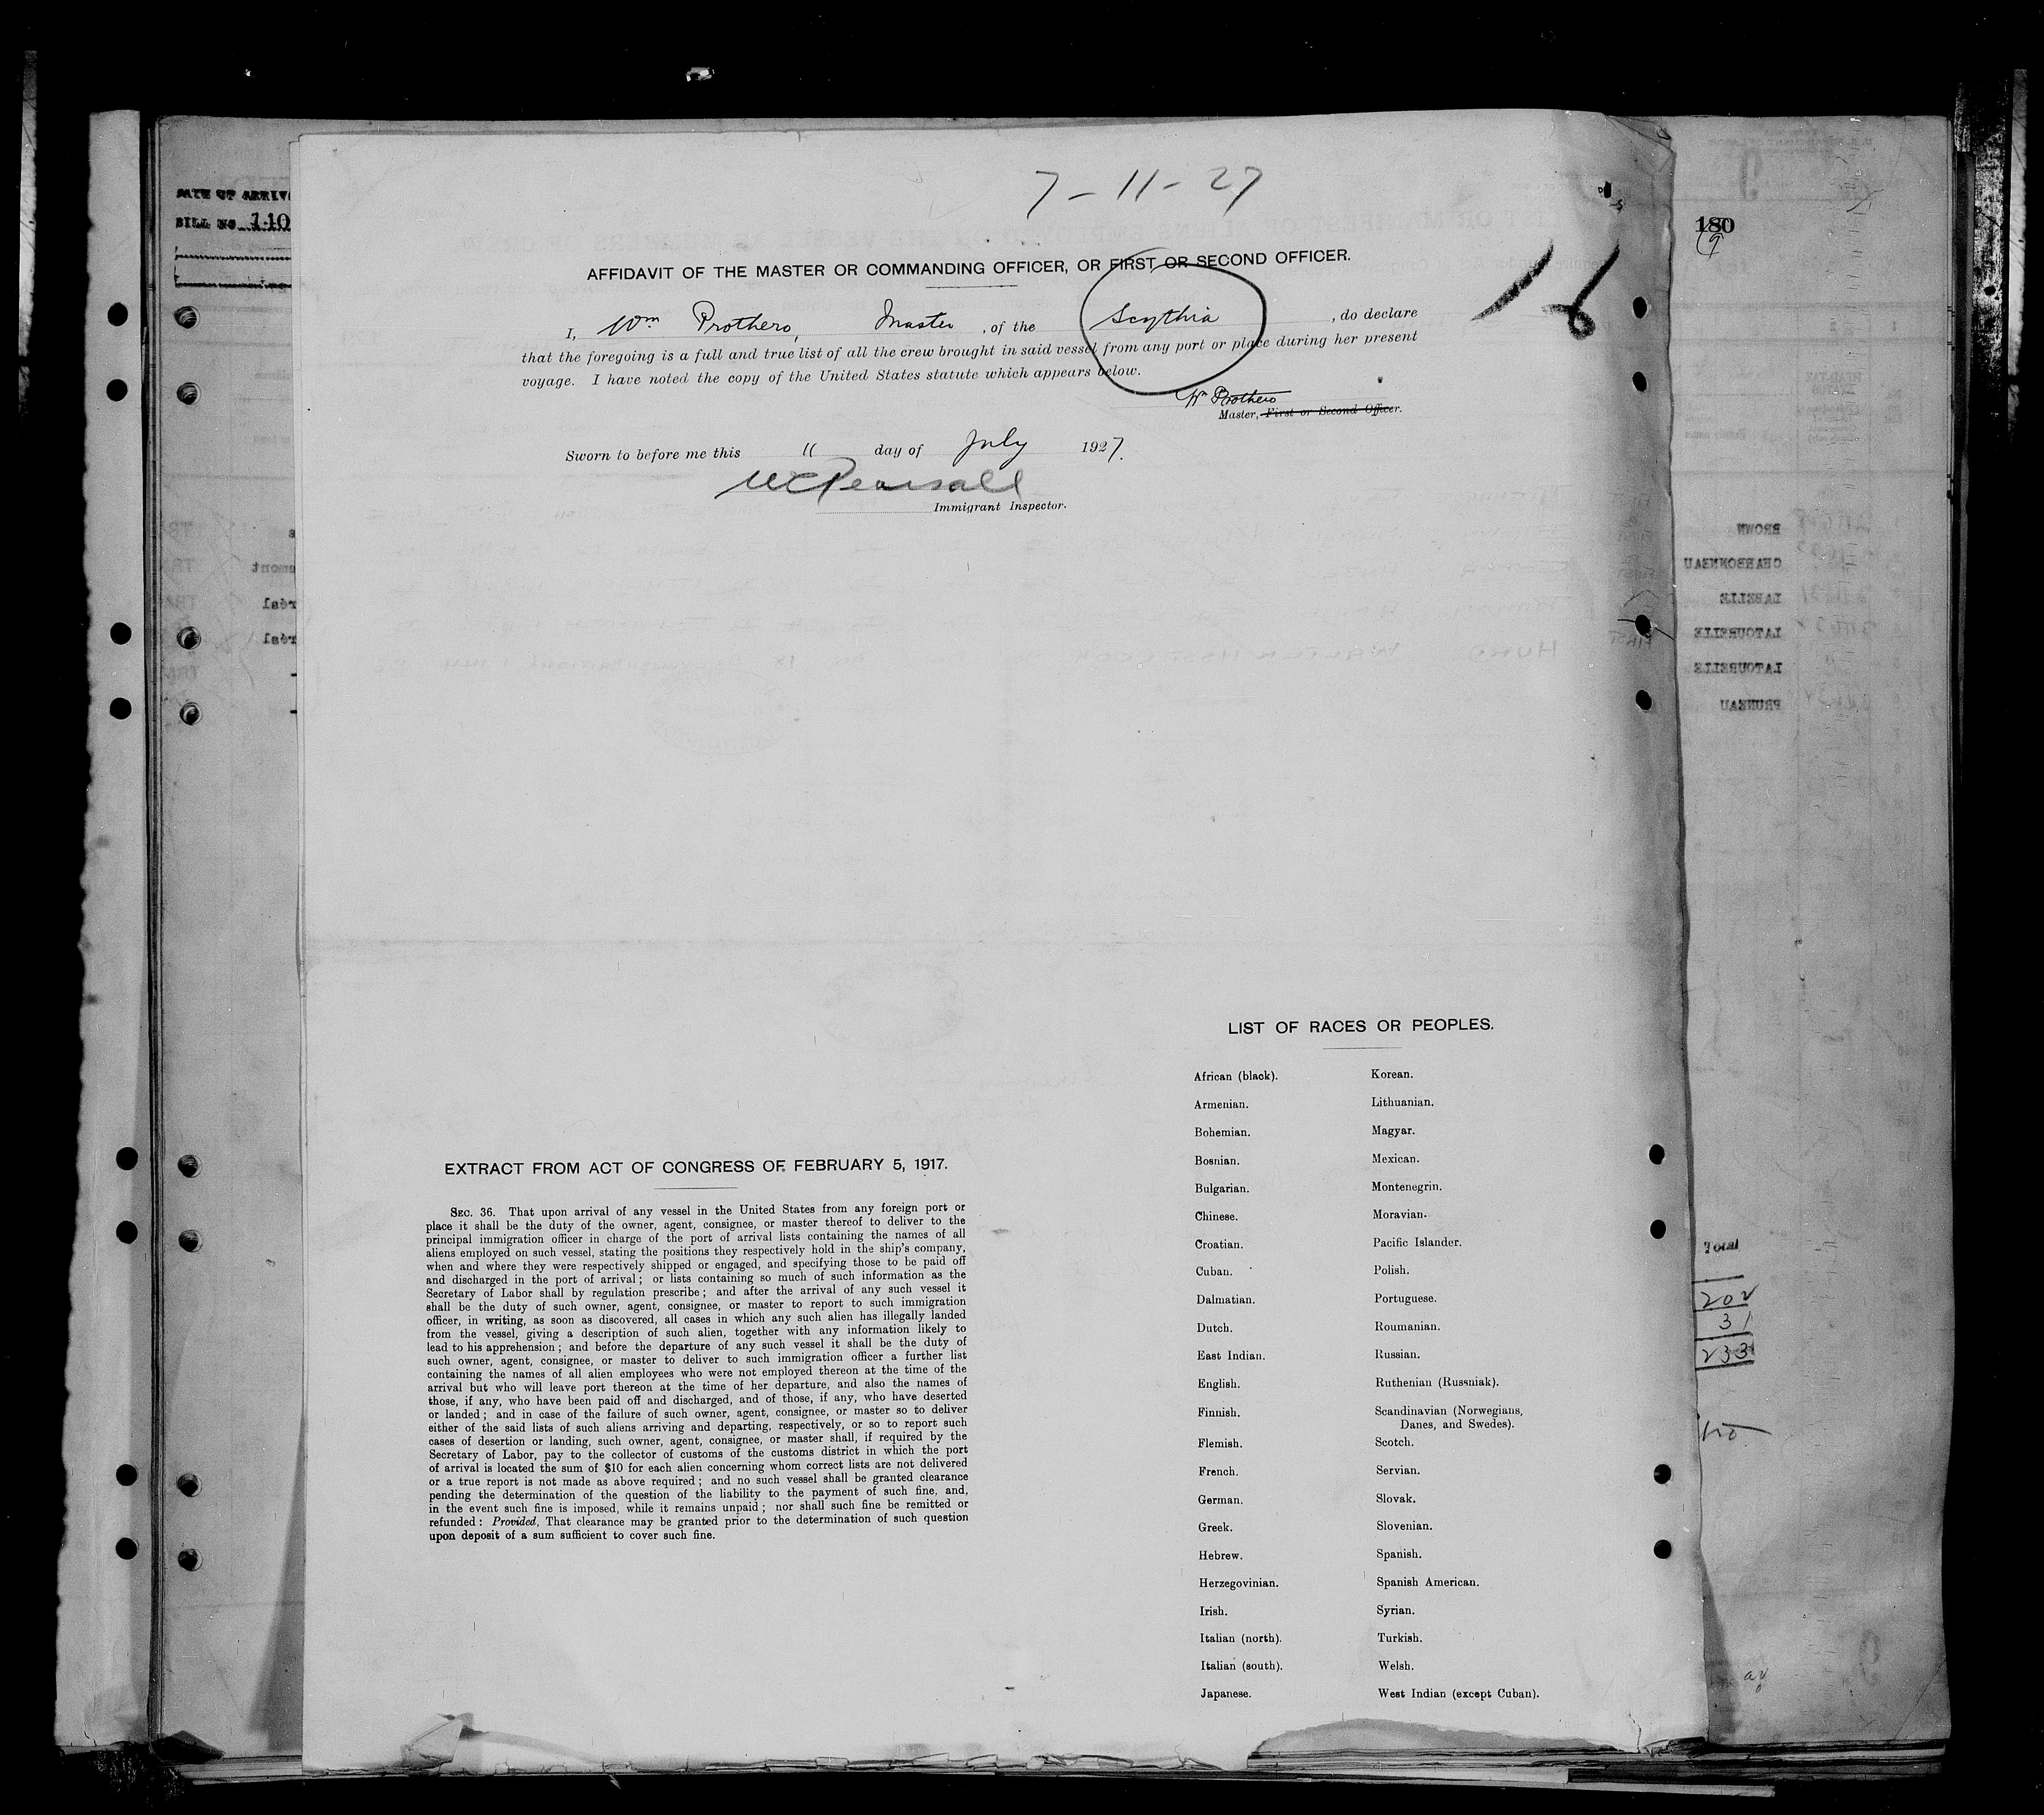 7-11-27
DATE OF ARRIV
BILL NO. 110
180
9
16
AFFIDAVIT OF THE MASTER OR COMMANDING OFFICER, OR FIRST OR SECOND OFFICER.
I, Wm Prothero, Master, of the Scythia, do declare
that the foregoing is a full and true list of all the crew brought in said vessel from any port or place during her present
voyage. I have noted the copy of the United States statute which appears below.
Wm Prothero
Master, First or Second Officer.
Sworn to before me this 11 day of July 1927.
WC Pearsall
Immigrant Inspector.
BROWN
CHARBONNEAU
LABELLE
LATOURELLE
LATOURELLE
PRUNEAU
EXTRACT FROM ACT OF CONGRESS OF FEBRUARY 5, 1917.
SEC. 36. That upon arrival of any vessel in the United States from any foreign port or
place it shall be the duty of the owner, agent, consignee, or master thereof to deliver to the
principal immigration officer in charge of the port of arrival lists containing the names of all
aliens employed on such vessel, stating the positions they respectively hold in the ship's company,
when and where they were respectively shipped or engaged, and specifying those to be paid off
and discharged in the port of arrival; or lists containing so much of such information as the
Secretary of Labor shall by regulation prescribe; and after the arrival of any such vessel it
shall be the duty of such owner, agent, consignee, or master to report to such immigration
officer, in writing, as soon as discovered, all cases in which any such alien has illegally landed
from the vessel, giving a description of such alien, together with any information likely to
lead to his apprehension; and before the departure of any such vessel it shall be the duty of
such owner, agent, consignee, or master to deliver to such immigration officer a further list
containing the names of all alien employees who were not employed thereon at the time of the
arrival but who will leave port thereon at the time of her departure, and also the names of
those, if any, who have been paid off and discharged, and of those, if any, who have deserted
or landed; and in case of the failure of such owner, agent, consignee, or master so to deliver
either of the said lists of such aliens arriving and departing, respectively, or so to report such
cases of desertion or landing, such owner, agent, consignee, or master shall, if required by the
Secretary of Labor, pay to the collector of customs of the customs district in which the port
of arrival is located the sum of $10 for each alien concerning whom correct lists are not delivered
or a true report is not made as above required; and no such vessel shall be granted clearance
pending the determination of the question of the liability to the payment of such fine, and,
in the event such fine is imposed, while it remains unpaid; nor shall such fine be remitted or
refunded: Provided, That clearance may be granted prior to the determination of such question
upon deposit of a sum sufficient to cover such fine.
LIST OF RACES OR PEOPLES.
African (black).
Armenian.
Bohemian.
Bosnian.
Bulgarian.
Chinese.
Croatian.
Cuban.
Dalmatian.
Dutch.
East Indian.
English.
Finnish.
Flemish.
French.
German.
Greek.
Hebrew.
Herzegovinian.
Irish.
Italian (north).
Italian (south).
Japanese.
Korean.
Lithuanian.
Magyar.
Mexican.
Montenegrin.
Moravian.
Pacific Islander.
Polish.
Portuguese.
Roumanian.
Russian.
Ruthenian (Russniak).
Scandinavian (Norwegians,
Danes, and Swedes).
Scotch.
Servian.
Slovak.
Slovenian.
Spanish.
Spanish American.
Syrian.
Turkish.
Welsh.
West Indian (except Cuban).
Total
202
31
233